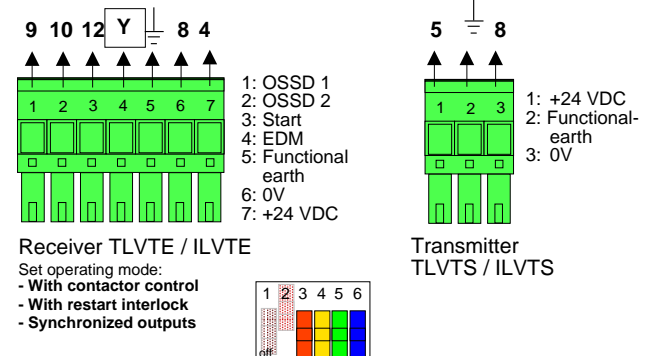 9 10 12 Y 8 4
1 2 3 4 5 6 7
1: OSSD 1
2: OSSD 2
3: Start
4: EDM
5: Functional
earth
6: 0V
7: +24 VDC
5 8
1 2 3
1: +24 VDC
2: Functional-
earth
3: 0V
Receiver TLVTE / ILVTE
Set operating mode:
- With contactor control
- With restart interlock
- Synchronized outputs
Transmitter
TLVTS / ILVTS
1 2 3 4 5 6
off